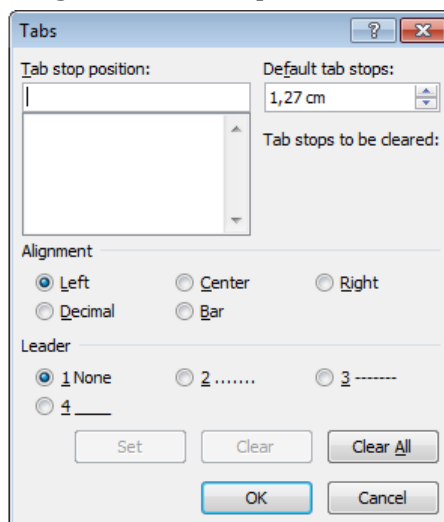 Tabs
Tab stop position: Default tab stops:
1,27 cm
Tab stops to be cleared:
Alignment
Left Center Right
Decimal Bar
Leader
1 None 2 ....... 3 -------
4 ___
Set Clear Clear All
OK Cancel